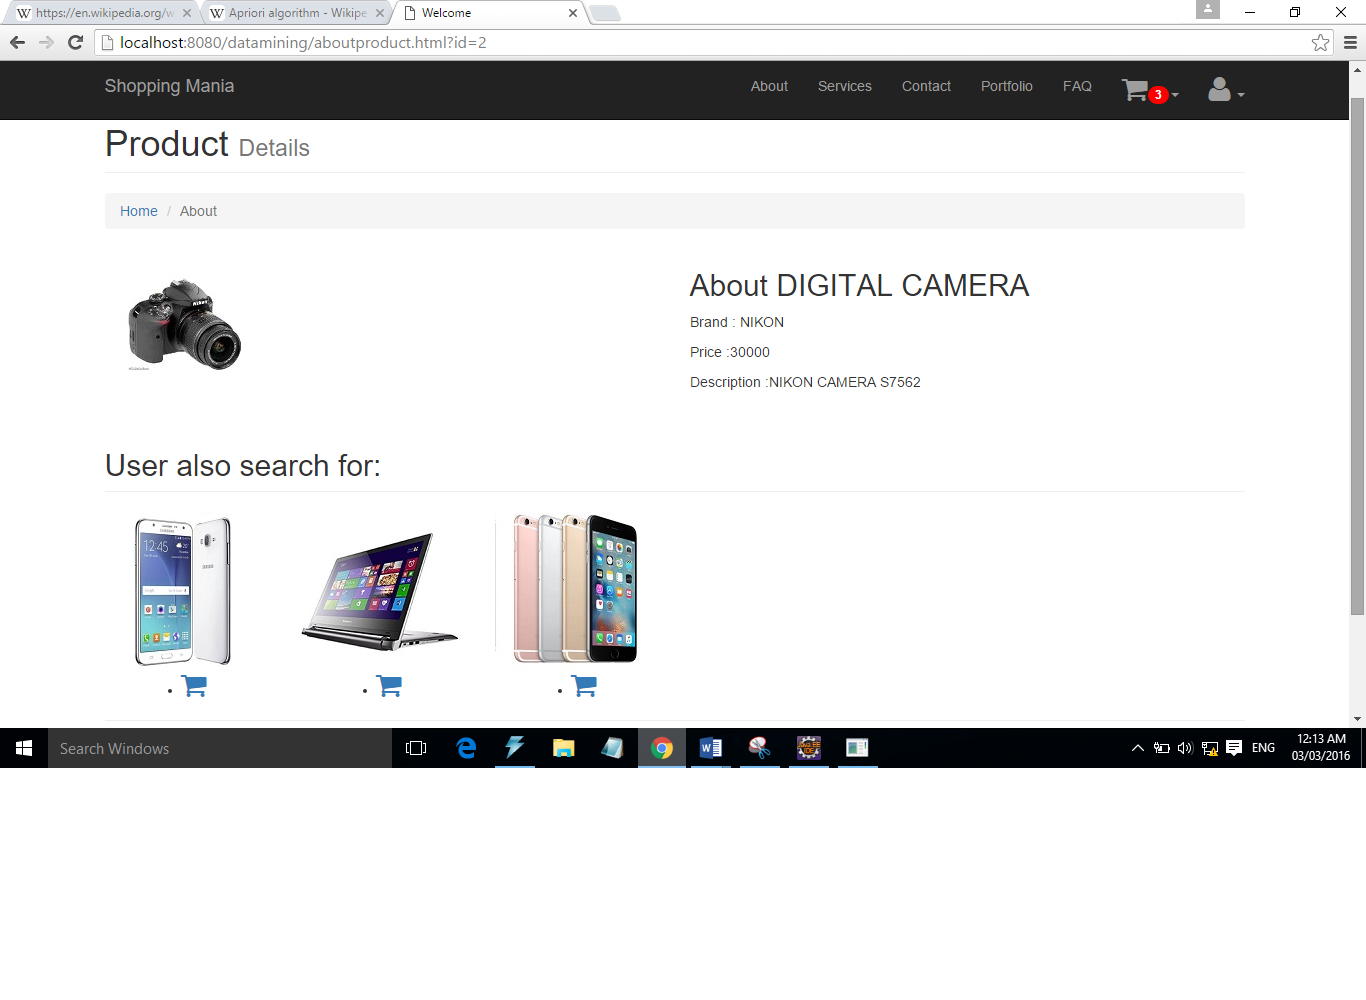 https://en.wikipedia.org/w
Apriori algorithm - Wikipe
Welcome
localhost:8080/datamining/aboutproduct.html?id=2
Shopping Mania
About
Services
Contact
Portfolio
FAQ
3
Product Details
Home / About
Nikon
About DIGITAL CAMERA
Brand : NIKON
Price :30000
Description :NIKON CAMERA S7562
User also search for:
SAMSUNG
12:45
Search Windows
ENG
12:13 AM
03/03/2016